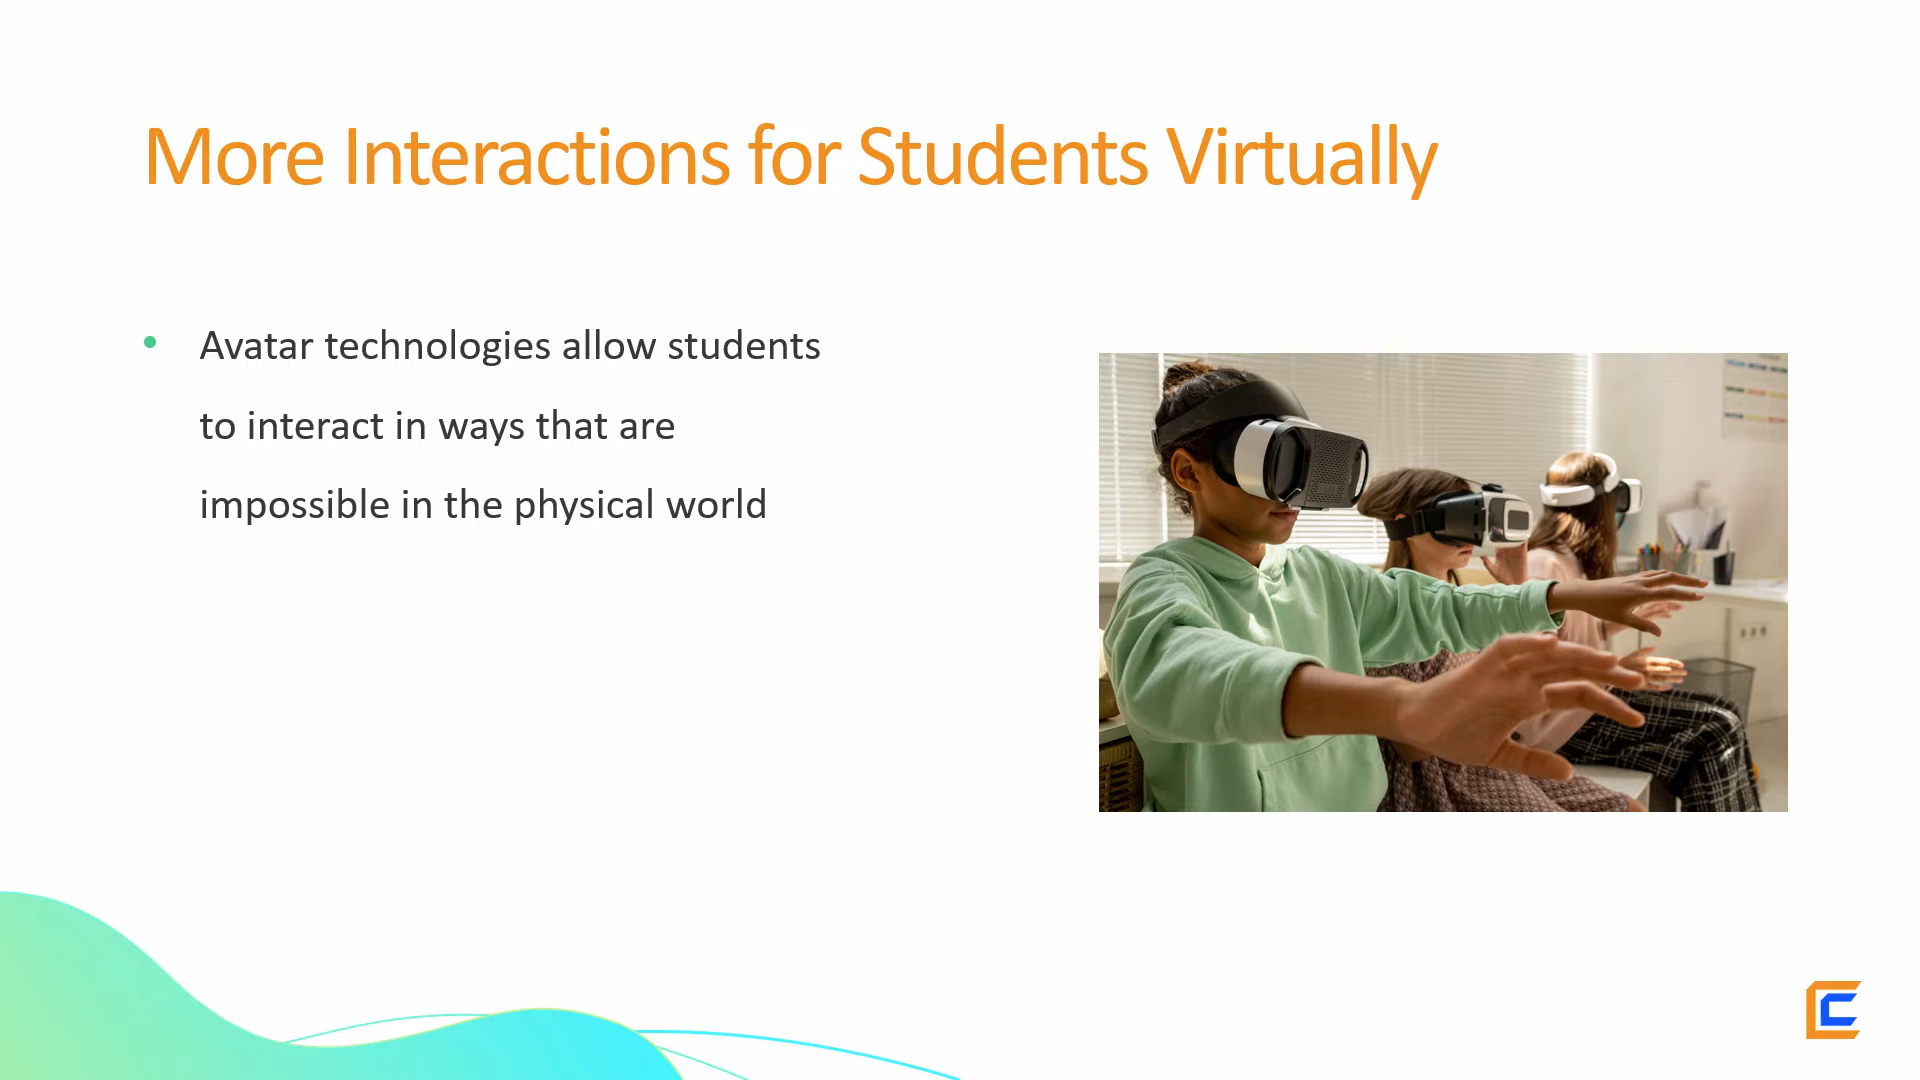 More Interactions for Students Virtually
• Avatar technologies allow students
to interact in ways that are
impossible in the physical world